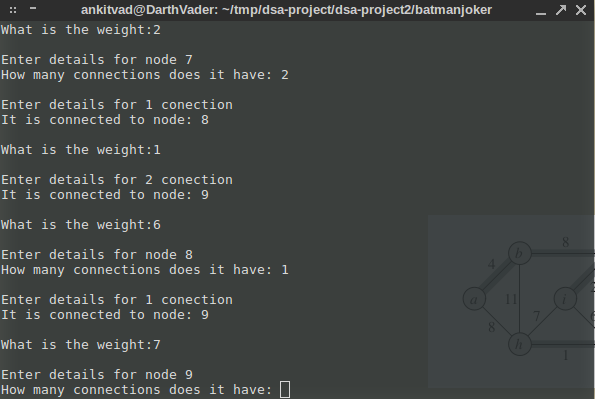 ankitvad@DarthVader: ~/tmp/dsa-project/dsa-project2/batmanjoker
What is the weight:2
Enter details for node 7
How many connections does it have: 2
Enter details for 1 conection
It is connected to node: 8
What is the weight:1
Enter details for 2 conection
It is connected to node: 9
What is the weight:6
Enter details for node 8
How many connections does it have: 1
Enter details for 1 conection
It is connected to node: 9
What is the weight:7
Enter details for node 9
How many connections does it have:
8
b
4
a
11
i
8
7
h
1